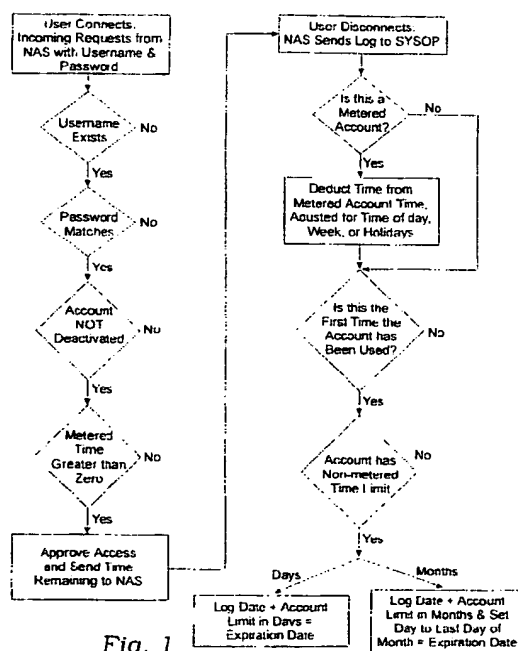 User Connects:
Incoming Requests from
NAS with Username &
Password
Username
Exists
No
Yes
Password
Matches
No
Yes
Account
NOT
Deactivated
No
Yes
Metered
Time
Greater than
Zero
No
Yes
Approve Access
and Send Time
Remaining to NAS
User Disconnects:
NAS Sends Log to SYSOP
Is this a
Metered
Account?
No
Yes
Deduct Time from
Metered Account Time,
Adusted for Time of day,
Week, or Holidays
Is this the
First Time the
Account has
Been Used?
No
Yes
Account has
Non-metered
Time Limit
No
Yes
Days
Months
Log Date + Account
Limit in Days =
Expiration Date
Log Date + Account
Limit in Months & Set
Day to Last Day of
Month = Expiration Date
Fig. 1